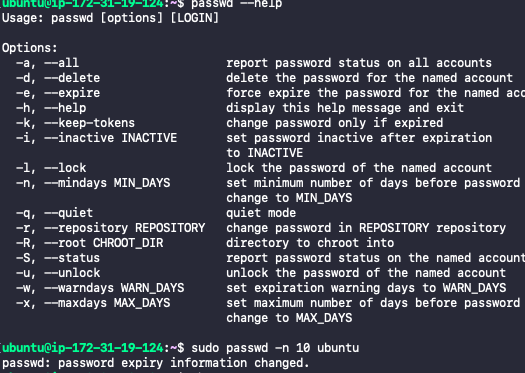 [ubuntu@ip-172-31-19-124:~$ passwd --help
Usage: passwd [options] [LOGIN]
Options:
-a, --all report password status on all accounts
-d, --delete delete the password for the named account
-e, --expire force expire the password for the named acc
-h, --help display this help message and exit
-k, --keep-tokens change password only if expired
-i, --inactive INACTIVE set password inactive after expiration
to INACTIVE
-l, --lock lock the password of the named account
-n, --mindays MIN_DAYS set minimum number of days before password
change to MIN_DAYS
-q, --quiet quiet mode
-r, --repository REPOSITORY change password in REPOSITORY repository
-R, --root CHROOT_DIR directory to chroot into
-S, --status report password status on the named account
-u, --unlock unlock the password of the named account
-w, --warndays WARN_DAYS set expiration warning days to WARN_DAYS
-x, --maxdays MAX_DAYS set maximum number of days before password
change to MAX_DAYS
[ubuntu@ip-172-31-19-124:~$ sudo passwd -n 10 ubuntu
passwd: password expiry information changed.